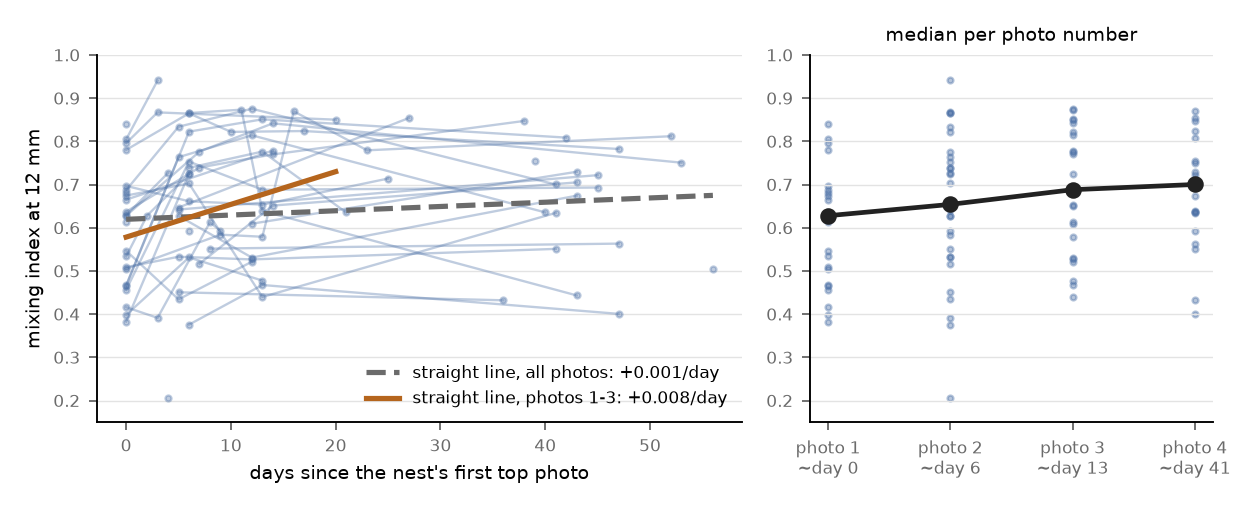 median per photo number
mixing index at 12 mm
1.0
0.9
0.8
0.7
0.6
0.5
0.4
0.3
0.2
straight line, all photos: +0.001/day
straight line, photos 1-3: +0.008/day
0
10
20
30
40
50
days since the nest's first top photo
1.0
0.9
0.8
0.7
0.6
0.5
0.4
0.3
0.2
photo 1
~day 0
photo 2
~day 6
photo 3
~day 13
photo 4
~day 41